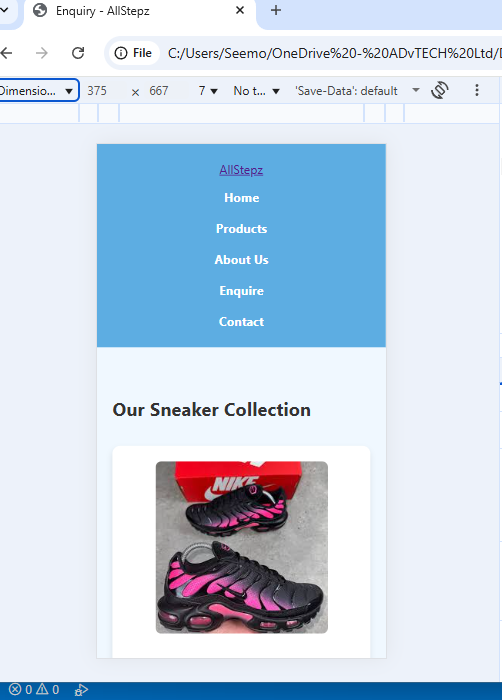 Enquiry - AllStepz
File C:/Users/Seemo/OneDrive%20-%20ADvTECH%20Ltd/
Dimensio... 375 × 667 7 No t... 'Save-Data': default
AllStepz
Home
Products
About Us
Enquire
Contact
Our Sneaker Collection
NIKE
0 0